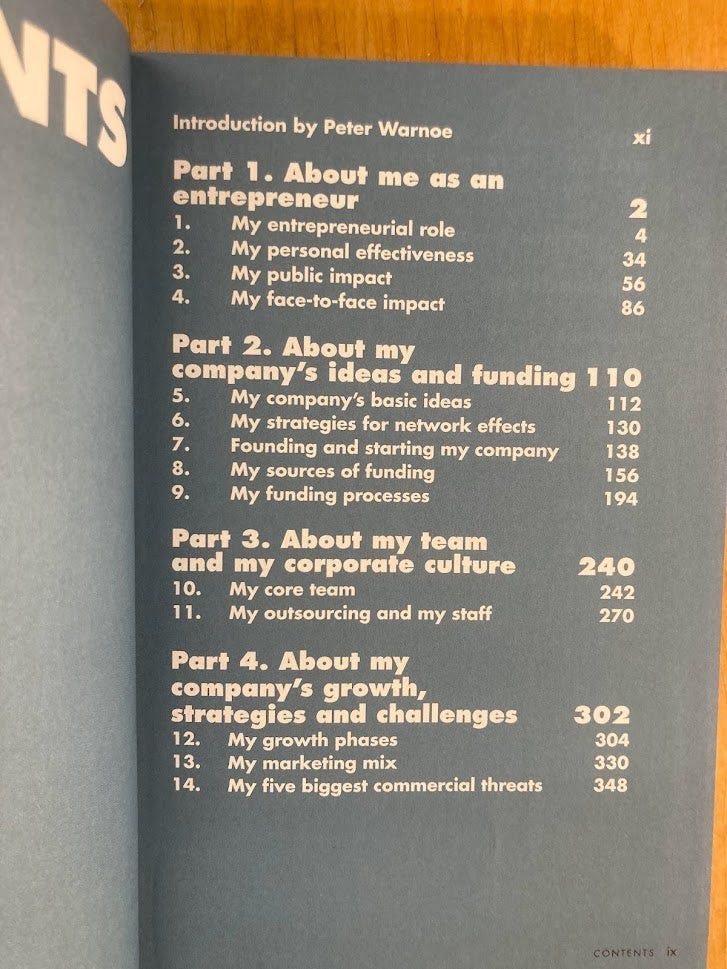 NTS
Introduction by Peter Warnoe xi
Part 1. About me as an
entrepreneur 2
1. My entrepreneurial role 4
2. My personal effectiveness 34
3. My public impact 56
4. My face-to-face impact 86
Part 2. About my
company's ideas and funding 110
5. My company's basic ideas 112
6. My strategies for network effects 130
7. Founding and starting my company 138
8. My sources of funding 156
9. My funding processes 194
Part 3. About my team
and my corporate culture 240
10. My core team 242
11. My outsourcing and my staff 270
Part 4. About my
company's growth,
strategies and challenges 302
12. My growth phases 304
13. My marketing mix 330
14. My five biggest commercial threats 348
CONTENTS ix